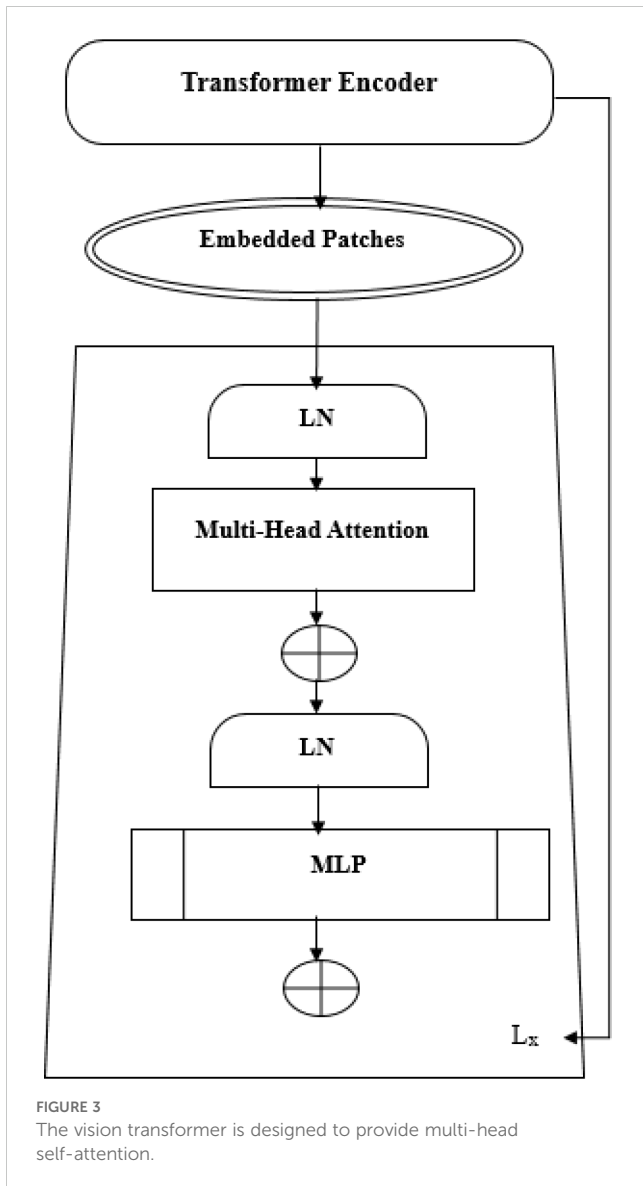 Transformer Encoder
Embedded Patches
LN
Multi-Head Attention
LN
MLP
Lx
FIGURE 3
The vision transformer is designed to provide multi-head
self-attention.